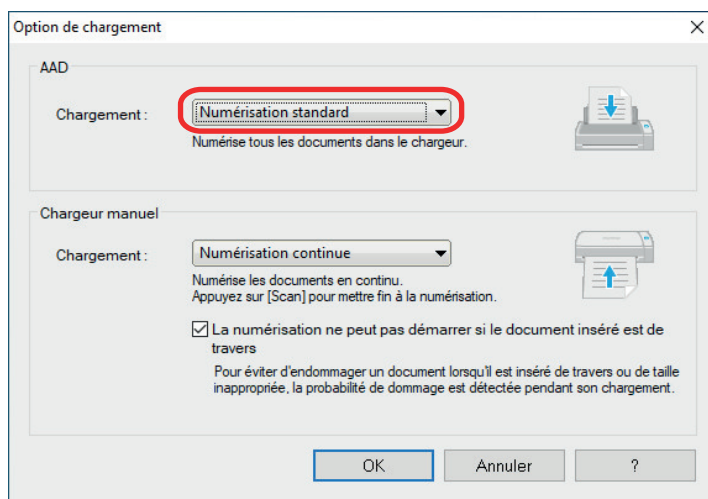 Option de chargement
AAD
Chargement :
Numérisation standard
Numérise tous les documents dans le chargeur.
Chargeur manuel
Chargement :
Numérisation continue
Numérise les documents en continu.
Appuyez sur [Scan] pour mettre fin à la numérisation.
La numérisation ne peut pas démarrer si le document inséré est de
travers
Pour éviter d'endommager un document lorsqu'il est inséré de travers ou de taille
inappropriée, la probabilité de dommage est détectée pendant son chargement.
OK
Annuler
?